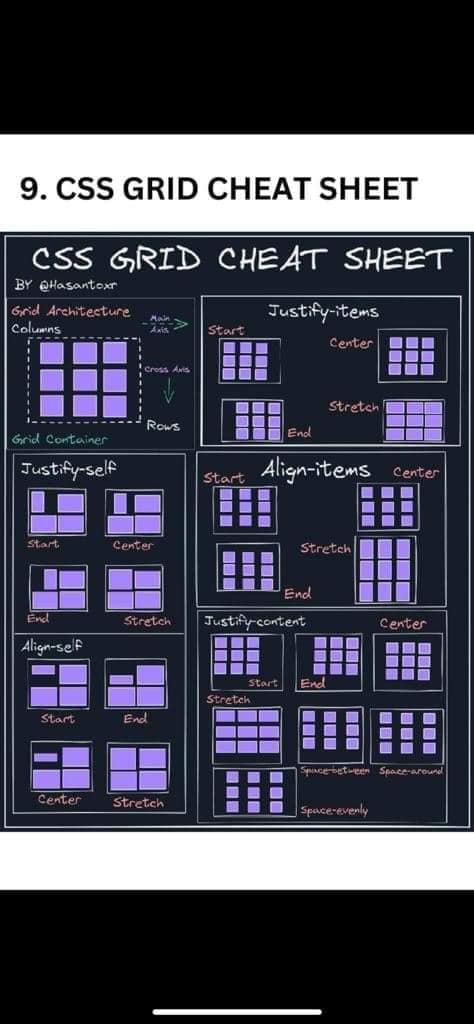 9. CSS GRID CHEAT SHEET
CSS GRID CHEAT SHEET
BY @Hasantoxr
Grid Architecture
Columns
Main
Axis
Cross Axis
Rows
Grid Container
Justify-items
Start
Center
Stretch
End
Justify-self
Start
Center
End
Stretch
Align-items
Start
Center
Stretch
End
Align-self
Start
End
Center
Stretch
Justify-content
Center
Start
End
Stretch
Space-between
Space-around
Space-evenly